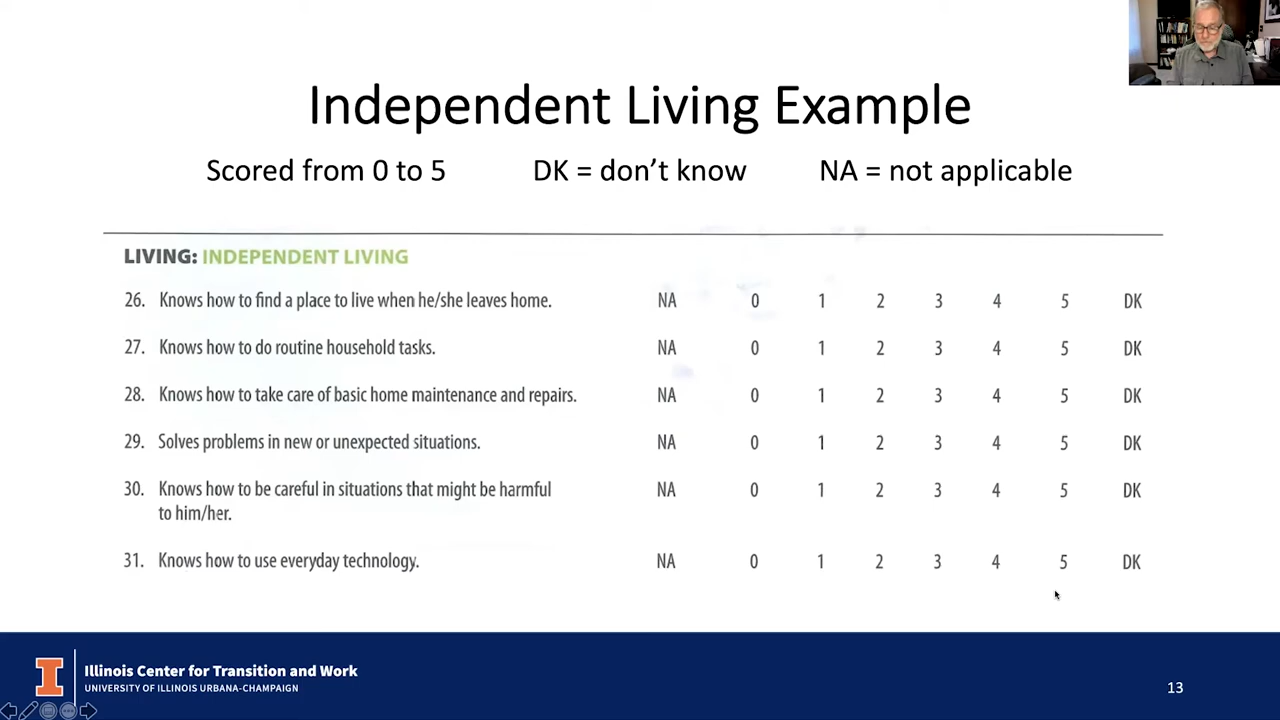 Independent Living Example
Scored from 0 to 5 DK = don't know NA = not applicable
LIVING: INDEPENDENT LIVING
26. Knows how to find a place to live when he/she leaves home. NA 0 1 2 3 4 5 DK
27. Knows how to do routine household tasks. NA 0 1 2 3 4 5 DK
28. Knows how to take care of basic home maintenance and repairs. NA 0 1 2 3 4 5 DK
29. Solves problems in new or unexpected situations. NA 0 1 2 3 4 5 DK
30. Knows how to be careful in situations that might be harmful NA 0 1 2 3 4 5 DK
to him/her.
31. Knows how to use everyday technology. NA 0 1 2 3 4 5 DK
I
Illinois Center for Transition and Work
UNIVERSITY OF ILLINOIS URBANA-CHAMPAIGN
13